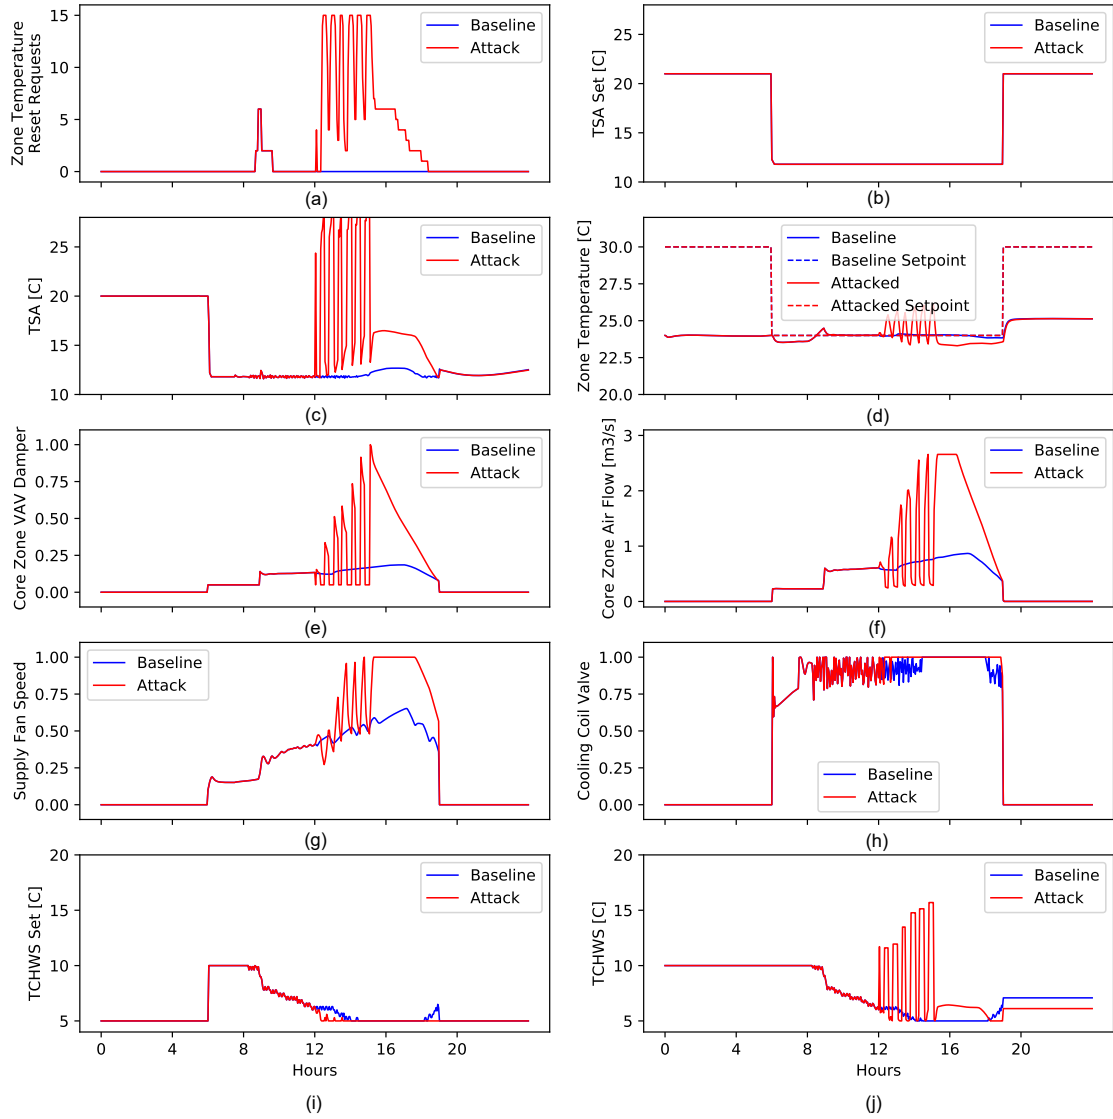 Zone Temperature
Reset Requests
15
10
5
0
Baseline
Attack
(a)
TSA Set [C]
25
20
15
10
Baseline
Attack
(b)
TSA [C]
25
20
15
10
Baseline
Attack
(c)
Zone Temperature [C]
30.0
27.5
25.0
22.5
20.0
Baseline
Baseline Setpoint
Attacked
Attacked Setpoint
(d)
Core Zone VAV Damper
1.00
0.75
0.50
0.25
0.00
Baseline
Attack
(e)
Core Zone Air Flow [m3/s]
3
2
1
0
Baseline
Attack
(f)
Supply Fan Speed
1.00
0.75
0.50
0.25
0.00
Baseline
Attack
(g)
Cooling Coil Valve
1.00
0.75
0.50
0.25
0.00
Baseline
Attack
(h)
TCHWS Set [C]
20
15
10
5
Baseline
Attack
0 4 8 12 16 20
Hours
(i)
TCHWS [C]
20
15
10
5
Baseline
Attack
0 4 8 12 16 20
Hours
(j)